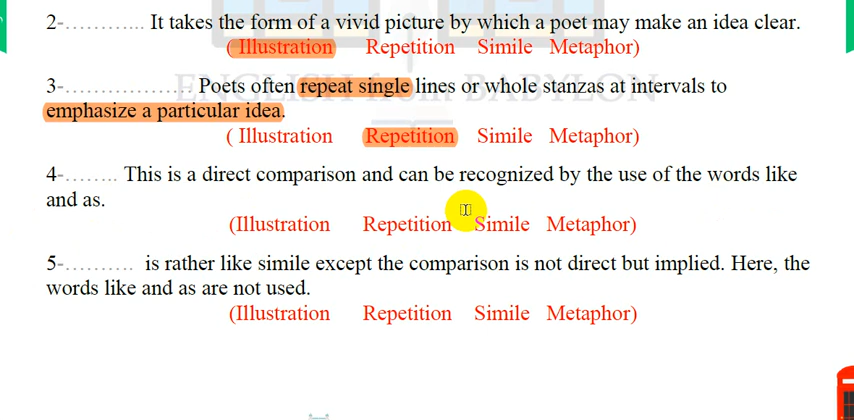 2-………... It takes the form of a vivid picture by which a poet may make an idea clear.
( Illustration Repetition Simile Metaphor)
ENGLISH from BABYLON
3-……………… Poets often repeat single lines or whole stanzas at intervals to
emphasize a particular idea.
( Illustration Repetition Simile Metaphor)
4-…….. This is a direct comparison and can be recognized by the use of the words like
and as.
(Illustration Repetition Simile Metaphor)
5-………. is rather like simile except the comparison is not direct but implied. Here, the
words like and as are not used.
(Illustration Repetition Simile Metaphor)